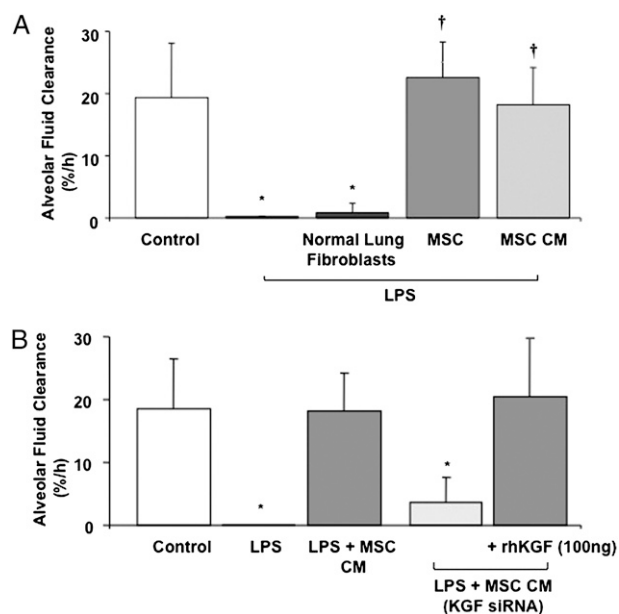 A
Alveolar Fluid Clearance
(%/h)
30
20
10
0
*
*
†
†
Control
Normal Lung
Fibroblasts
MSC
MSC CM
LPS
B
Alveolar Fluid Clearance
(%/h)
30
20
10
0
*
*
Control
LPS
LPS + MSC
CM
+ rhKGF (100ng)
LPS + MSC CM
(KGF siRNA)